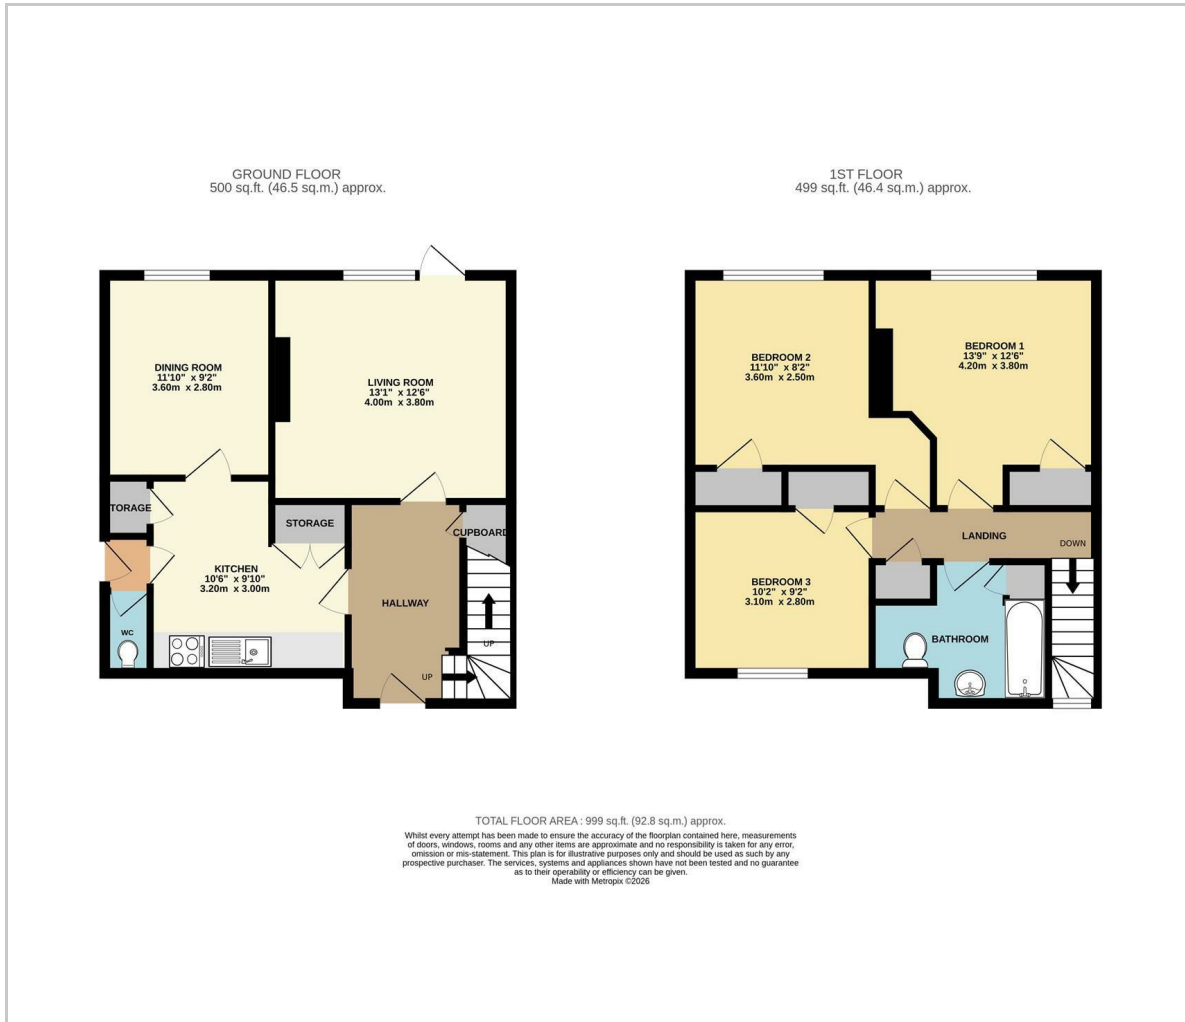 GROUND FLOOR
500 sq.ft. (46.5 sq.m.) approx.
DINING ROOM
11'10" x 9'2"
3.60m x 2.80m
LIVING ROOM
13'1" x 12'6"
4.00m x 3.80m
TORAGE
STORAGE
CUPBOARD
KITCHEN
10'6" x 9'10"
3.20m x 3.00m
HALLWAY
WC
UP
UP
1ST FLOOR
499 sq.ft. (46.4 sq.m.) approx.
BEDROOM 2
11'10" x 8'2"
3.60m x 2.50m
BEDROOM 1
13'9" x 12'6"
4.20m x 3.80m
LANDING
DOWN
BEDROOM 3
10'2" x 9'2"
3.10m x 2.80m
BATHROOM
TOTAL FLOOR AREA : 999 sq.ft. (92.8 sq.m.) approx.
Whilst every attempt has been made to ensure the accuracy of the floorplan contained here, measurements
of doors, windows, rooms and any other items are approximate and no responsibility is taken for any error,
omission or mis-statement. This plan is for illustrative purposes only and should be used as such by any
prospective purchaser. The services, systems and appliances shown have not been tested and no guarantee
as to their operability or efficiency can be given.
Made with Metropix ©2026